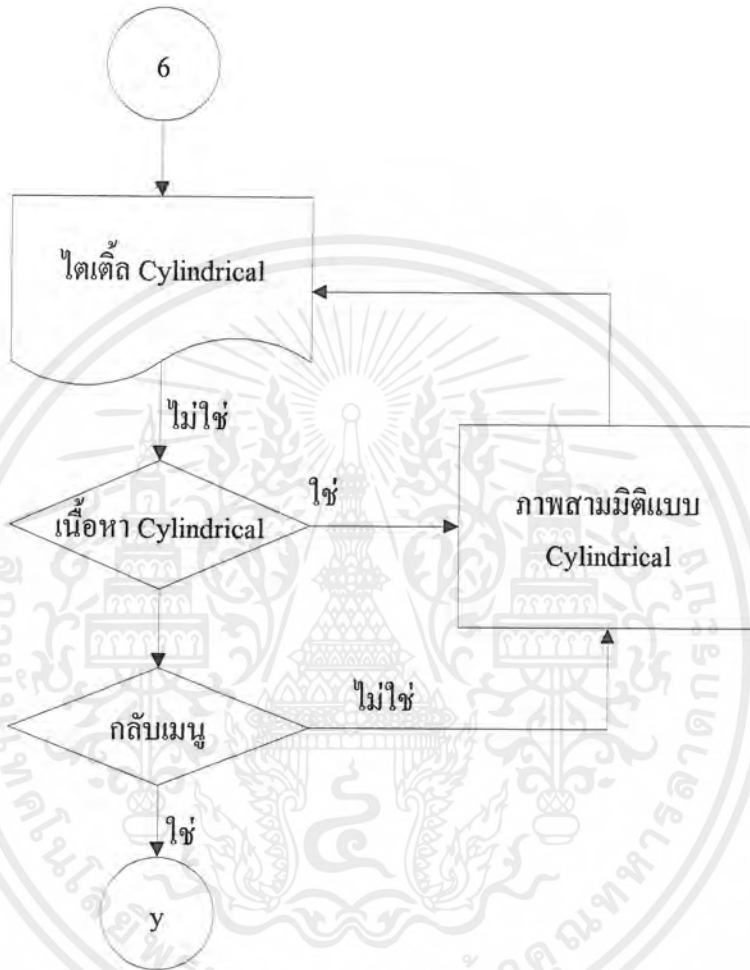 6
ไตเติ้ล Cylindrical
ไม่ใช่
เนื้อหา Cylindrical
ใช่
ภาพสามมิติแบบ
Cylindrical
กลับเมนู
ไม่ใช่
ใช่
y